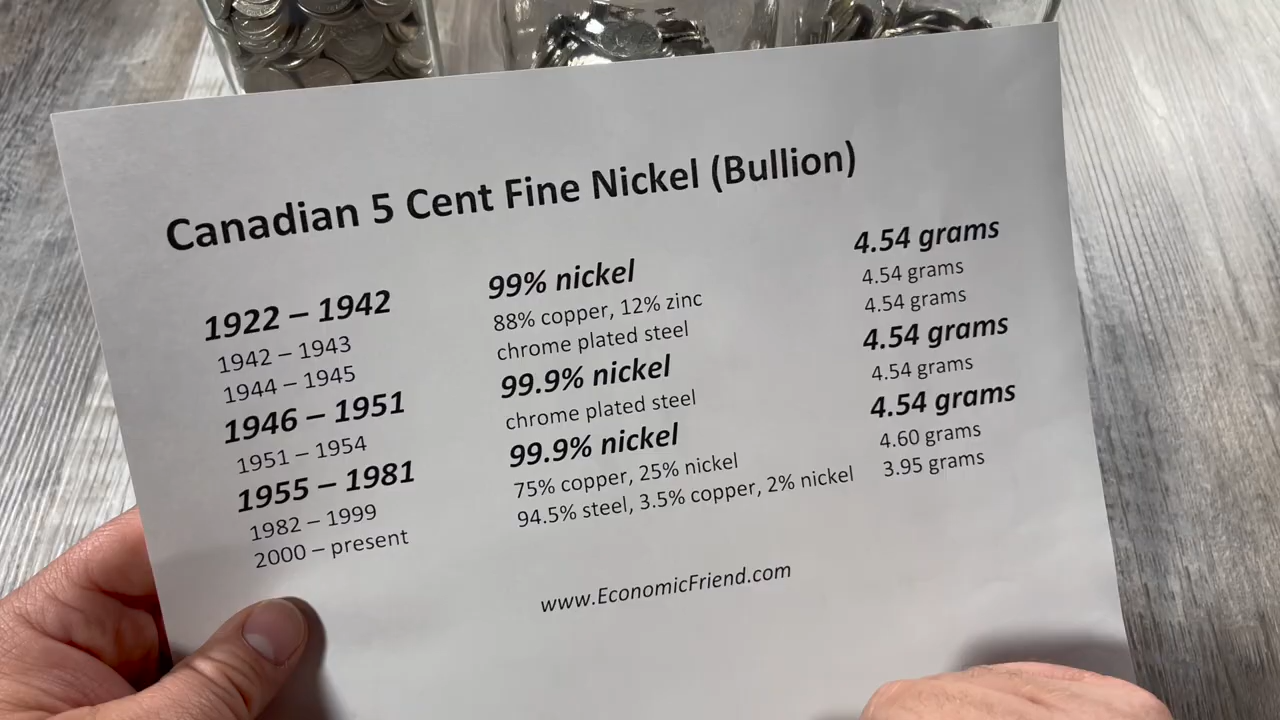 Canadian 5 Cent Fine Nickel (Bullion)
1922 – 1942 99% nickel 4.54 grams
1942 – 1943 88% copper, 12% zinc 4.54 grams
1944 – 1945 chrome plated steel 4.54 grams
1946 – 1951 99.9% nickel 4.54 grams
1951 – 1954 chrome plated steel 4.54 grams
1955 – 1981 99.9% nickel 4.54 grams
1982 – 1999 75% copper, 25% nickel 4.60 grams
2000 – present 94.5% steel, 3.5% copper, 2% nickel 3.95 grams
www.EconomicFriend.com